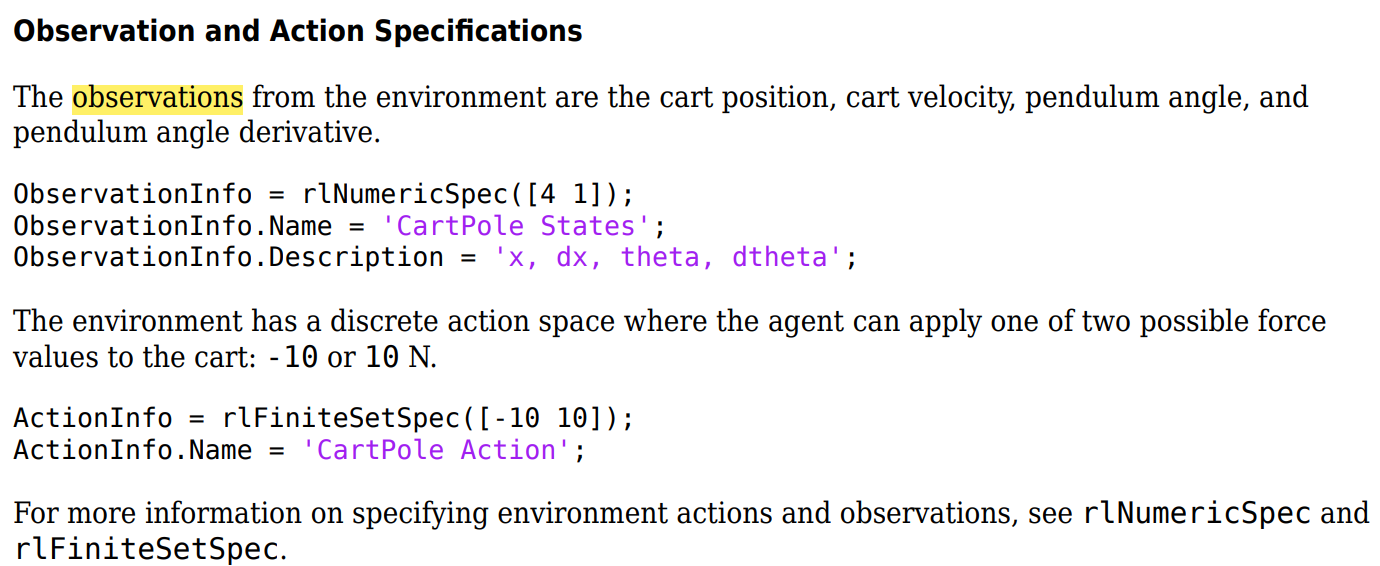 Observation and Action Specifications
The observations from the environment are the cart position, cart velocity, pendulum angle, and
pendulum angle derivative.
ObservationInfo = rlNumericSpec([4 1]);
ObservationInfo.Name = 'CartPole States';
ObservationInfo.Description = 'x, dx, theta, dtheta';
The environment has a discrete action space where the agent can apply one of two possible force
values to the cart: -10 or 10 N.
ActionInfo = rlFiniteSetSpec([-10 10]);
ActionInfo.Name = 'CartPole Action';
For more information on specifying environment actions and observations, see rlNumericSpec and
rlFiniteSetSpec.